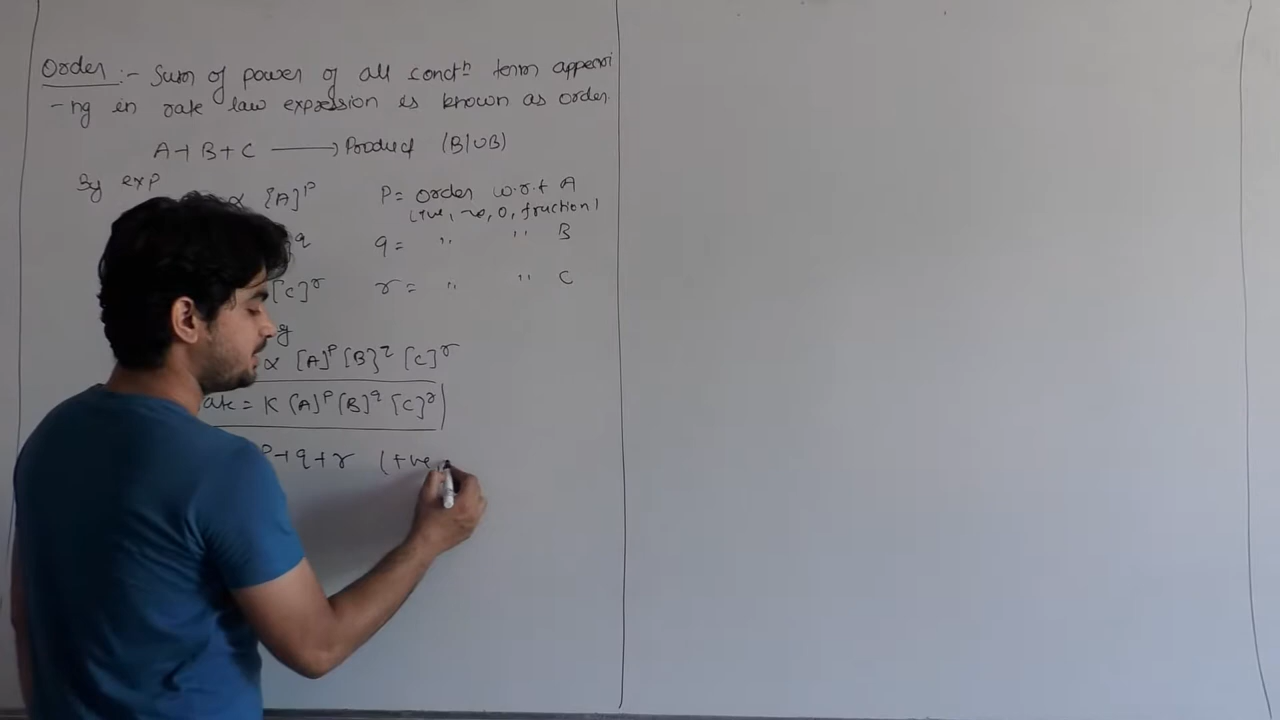 Order :- Sum of power of all concⁿ term appeari
-ng in rate law expression is known as order.
A+B+C ⟶ Product (B|UB)
By exp
∝ [A]^p P = Order w.r.t A
(+ve, -ve, 0, fraction)
q q = " " B
[C]^r r = " " C
∝ [A]^p [B]^q [C]^r
= K [A]^p [B]^q [C]^r
p+q+r (+ve,